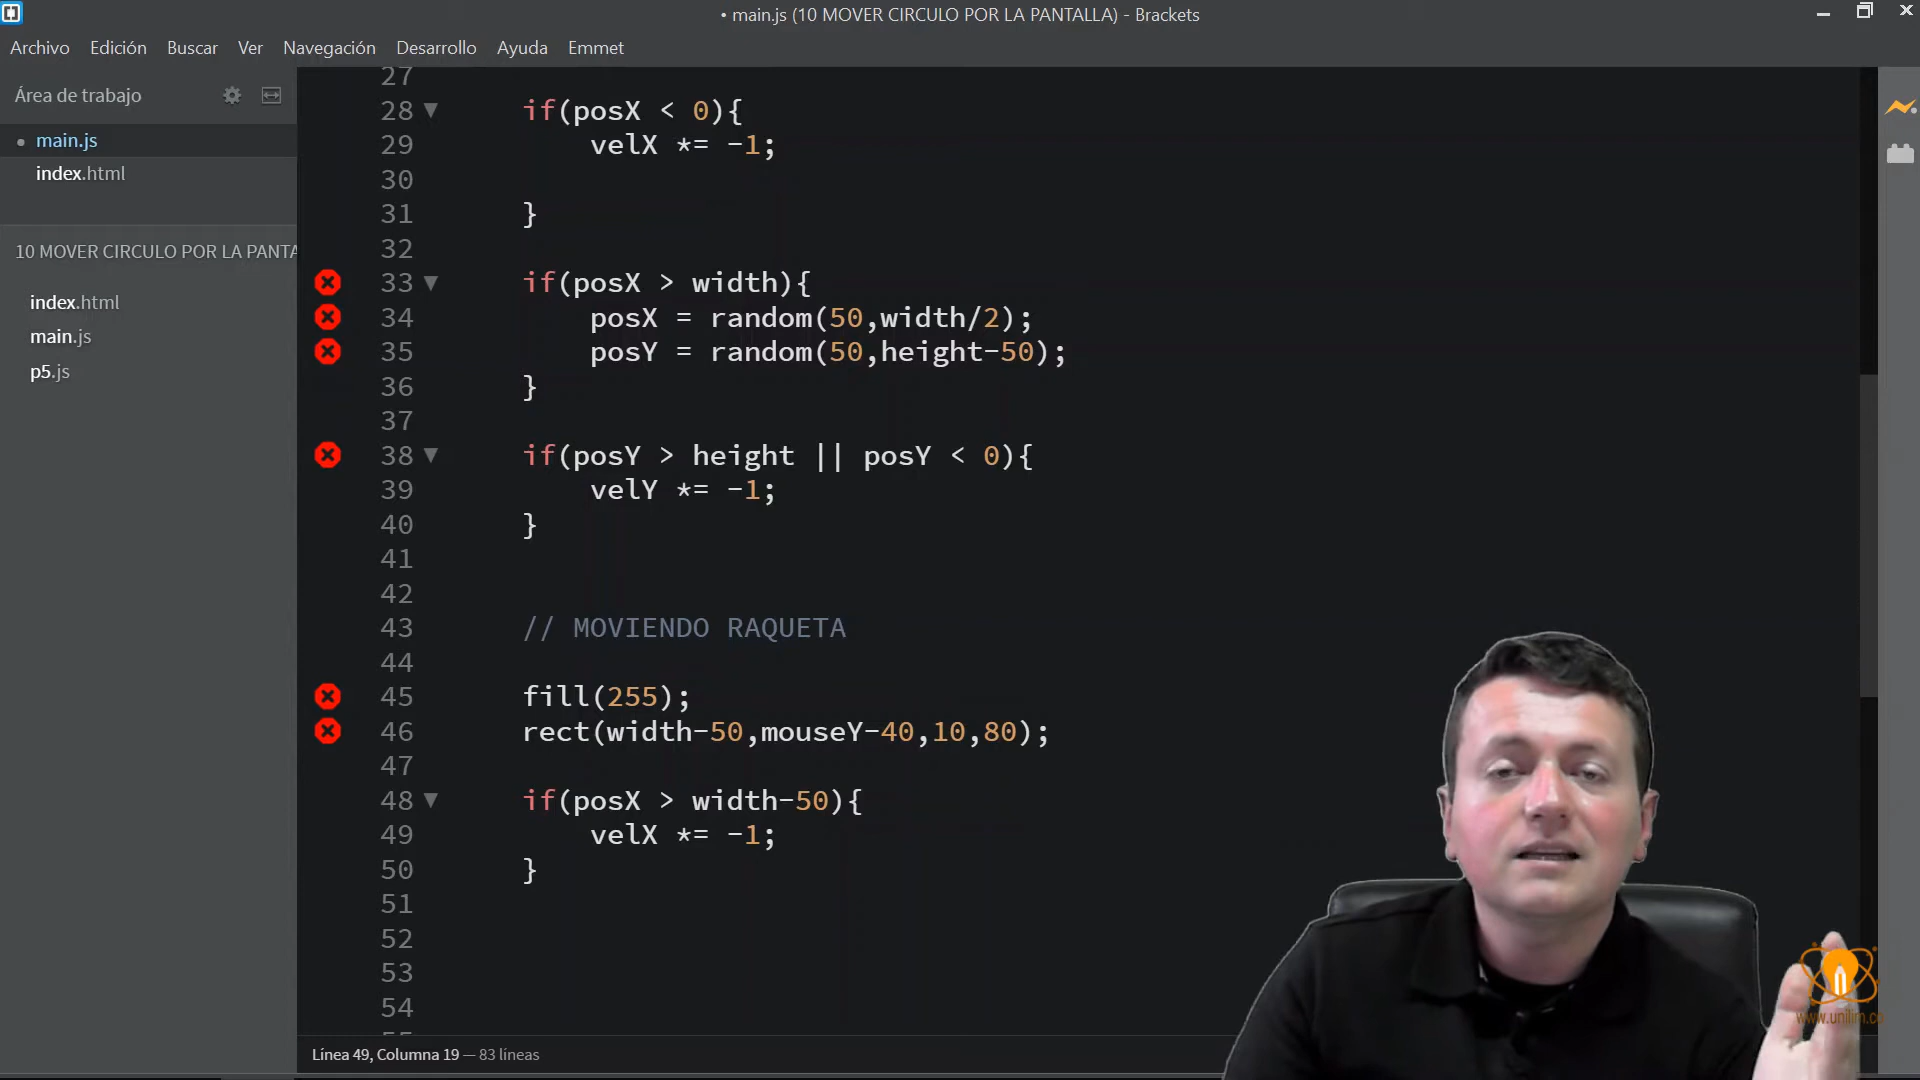 • main.js (10 MOVER CIRCULO POR LA PANTALLA) - Brackets
Archivo Edición Buscar Ver Navegación Desarrollo Ayuda Emmet
Área de trabajo
main.js
index.html
10 MOVER CIRCULO POR LA PANTA
index.html
main.js
p5.js
27
28 if(posX < 0){
29 velX *= -1;
30
31 }
32
33 if(posX > width){
34 posX = random(50,width/2);
35 posY = random(50,height-50);
36 }
37
38 if(posY > height || posY < 0){
39 velY *= -1;
40 }
41
42
43 // MOVIENDO RAQUETA
44
45 fill(255);
46 rect(width-50,mouseY-40,10,80);
47
48 if(posX > width-50){
49 velX *= -1;
50 }
51
52
53
54
Línea 49, Columna 19 — 83 líneas